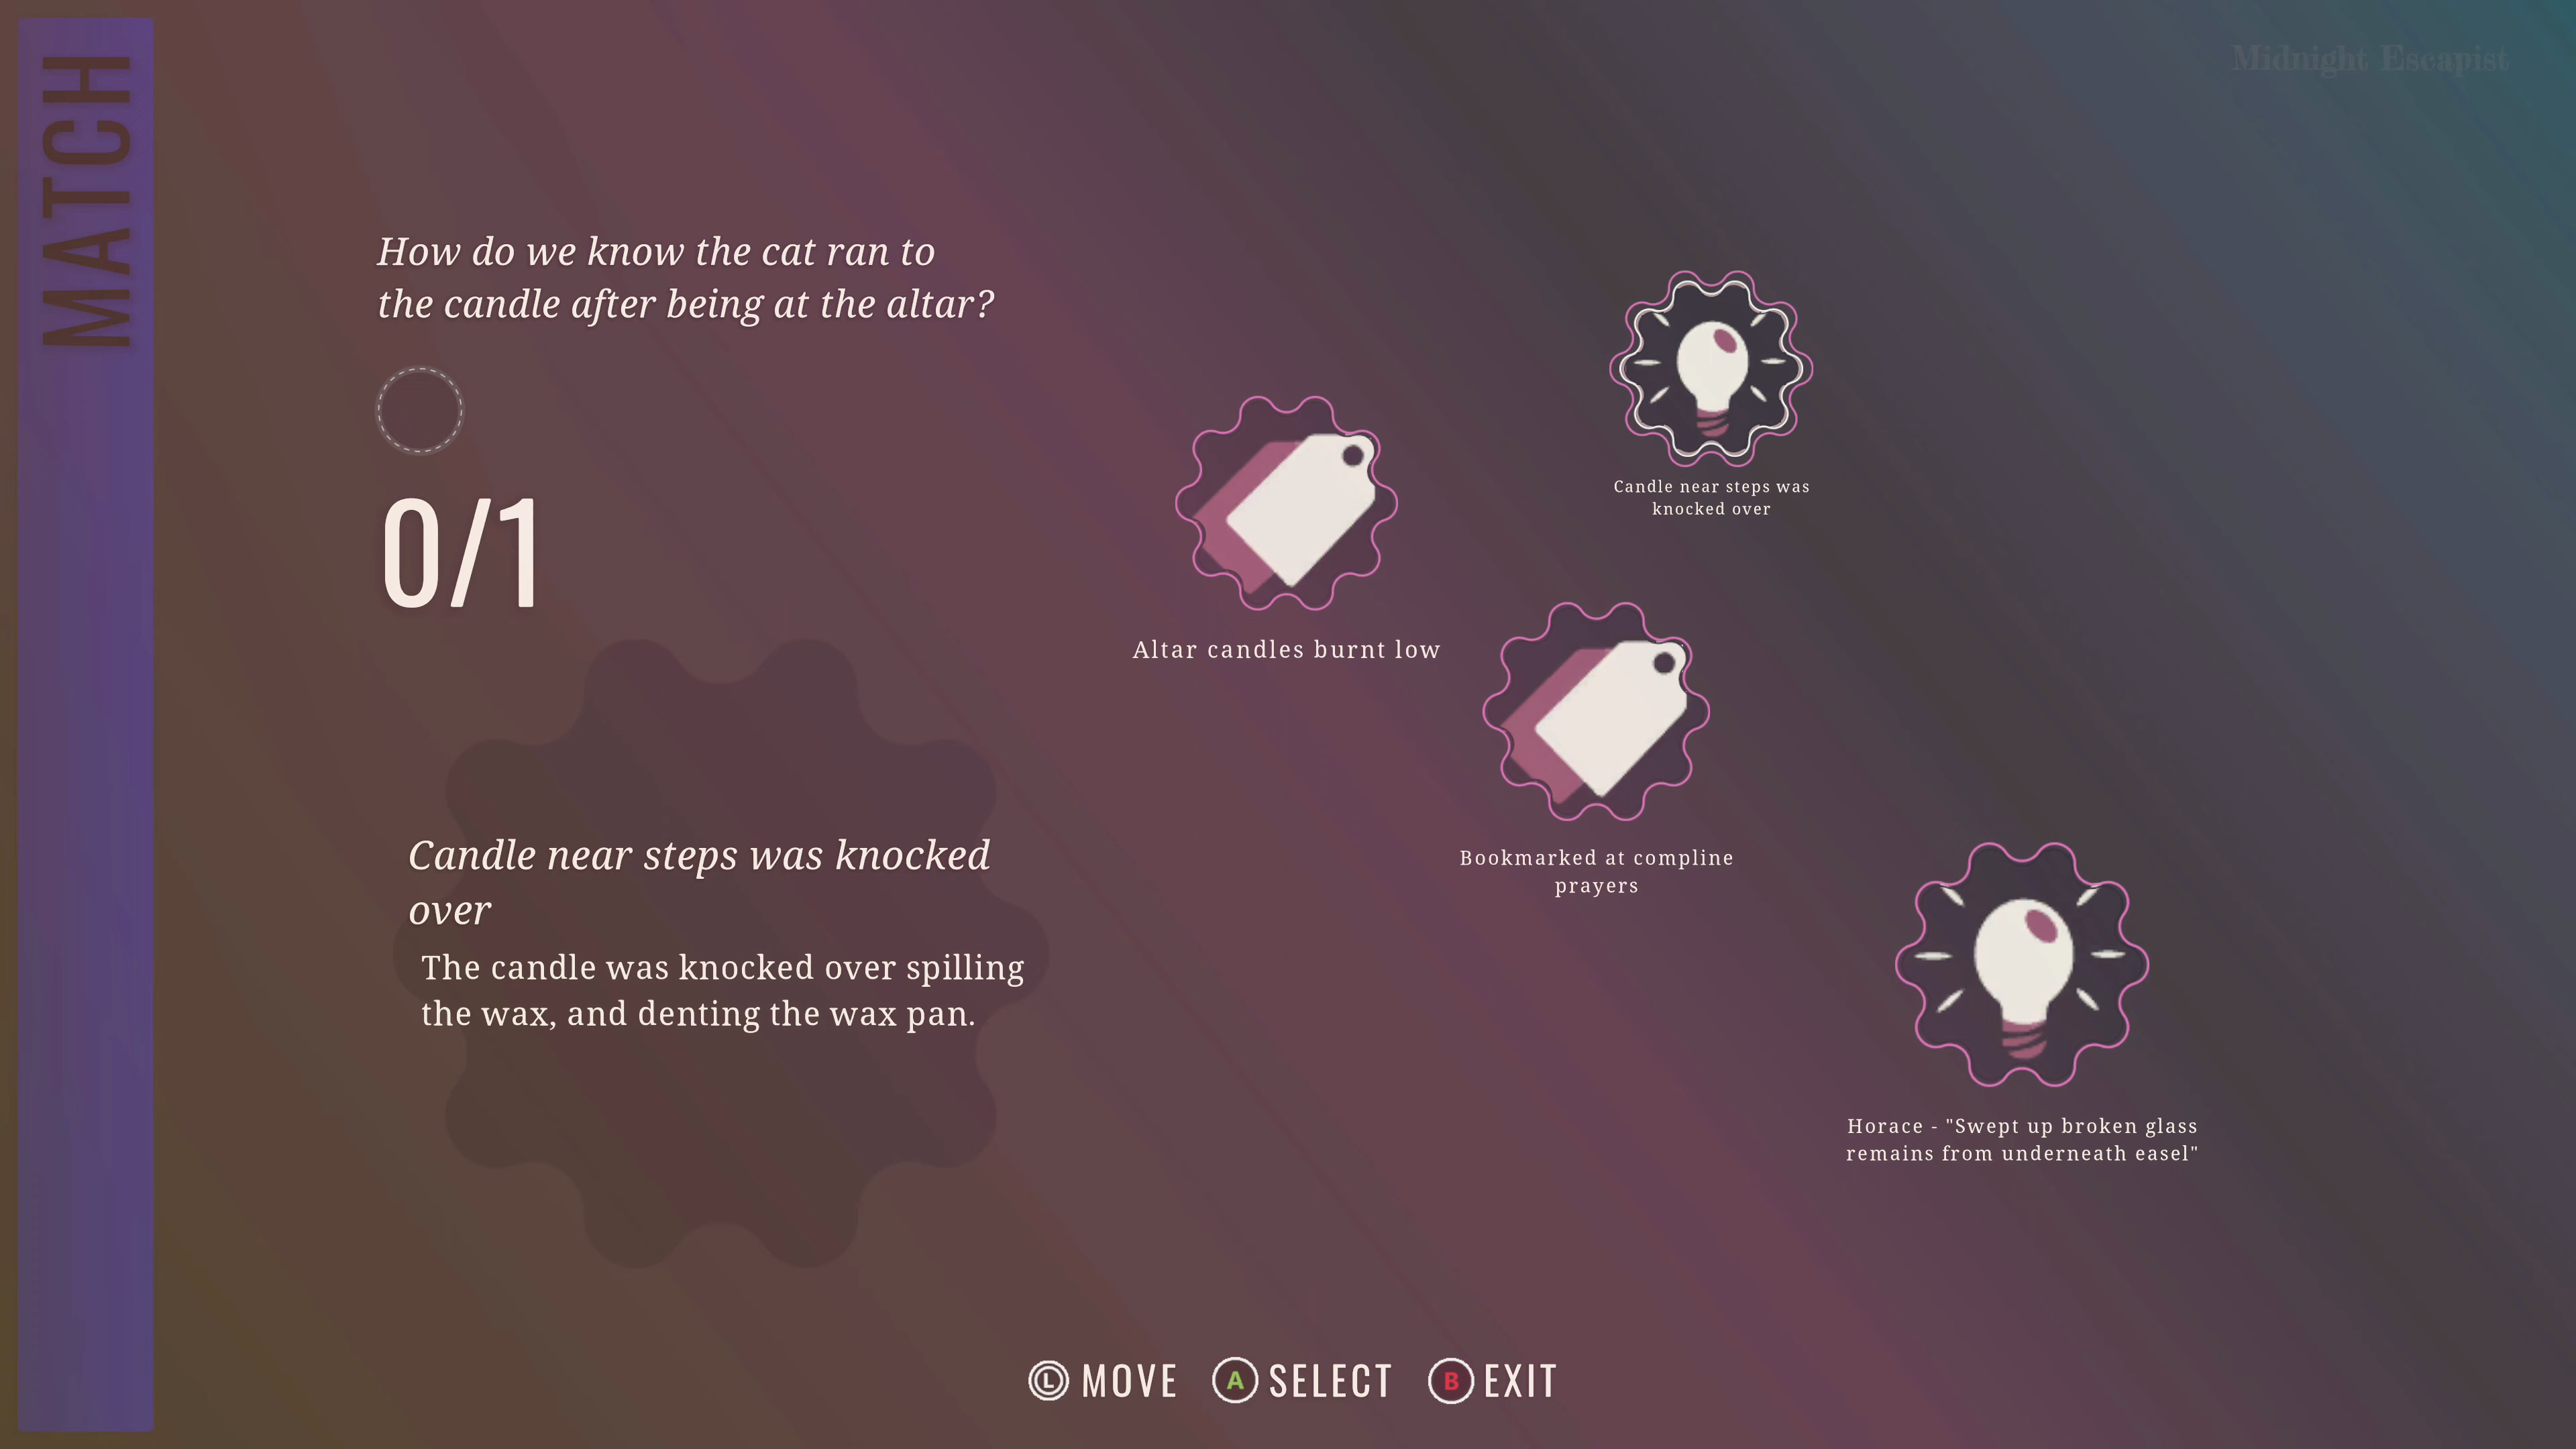 MATCH
Midnight Escapist
How do we know the cat ran to
the candle after being at the altar?
0/1
Candle near steps was
knocked over
Altar candles burnt low
Bookmarked at compline
prayers
Candle near steps was knocked
over
The candle was knocked over spilling
the wax, and denting the wax pan.
Horace - "Swept up broken glass
remains from underneath easel"
L MOVE A SELECT B EXIT